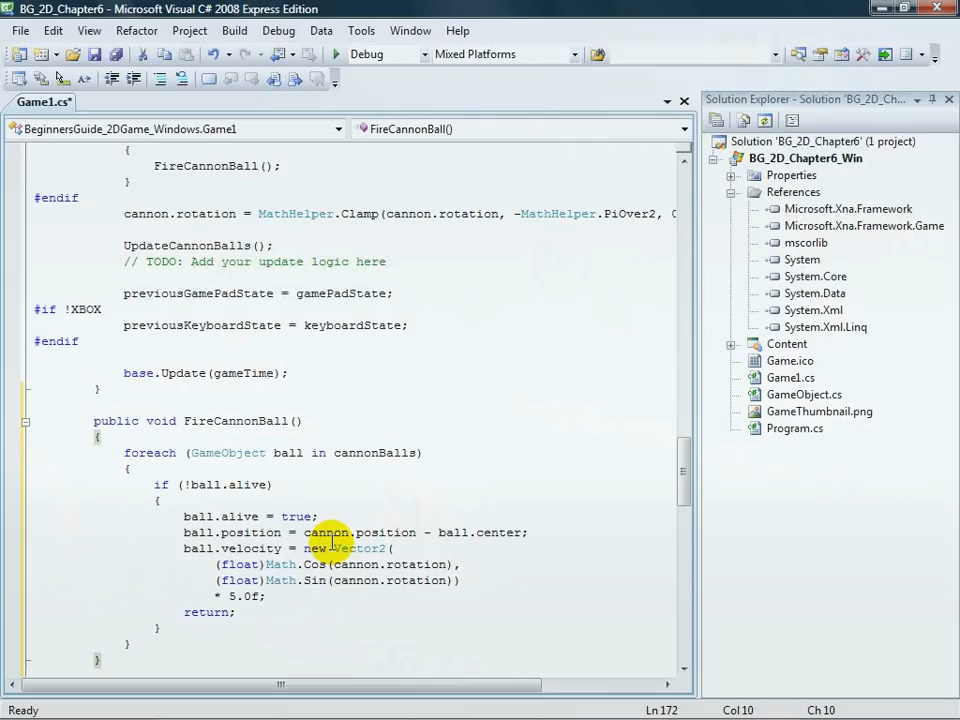 BG_2D_Chapter6 - Microsoft Visual C# 2008 Express Edition
File Edit View Refactor Project Build Debug Data Tools Window Help
Debug Mixed Platforms
Game1.cs*
BeginnersGuide_2DGame_Windows.Game1 FireCannonBall()
{
FireCannonBall();
}
#endif
cannon.rotation = MathHelper.Clamp(cannon.rotation, -MathHelper.PiOver2, 0
UpdateCannonBalls();
// TODO: Add your update logic here
previousGamePadState = gamePadState;
#if !XBOX
previousKeyboardState = keyboardState;
#endif
base.Update(gameTime);
}
public void FireCannonBall()
{
foreach (GameObject ball in cannonBalls)
{
if (!ball.alive)
{
ball.alive = true;
ball.position = cannon.position - ball.center;
ball.velocity = new Vector2(
(float)Math.Cos(cannon.rotation),
(float)Math.Sin(cannon.rotation))
* 5.0f;
return;
}
}
}
Solution Explorer - Solution 'BG_2D_Ch...
Solution 'BG_2D_Chapter6' (1 project)
BG_2D_Chapter6_Win
Properties
References
Microsoft.Xna.Framework
Microsoft.Xna.Framework.Game
mscorlib
System
System.Core
System.Data
System.Xml
System.Xml.Linq
Content
Game.ico
Game1.cs
GameObject.cs
GameThumbnail.png
Program.cs
Ready Ln 172 Col 10 Ch 10